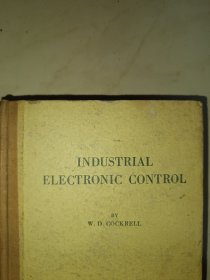 INDUSTRIAL
ELECTRONIC CONTROL
BY
W. D. COCKRELL